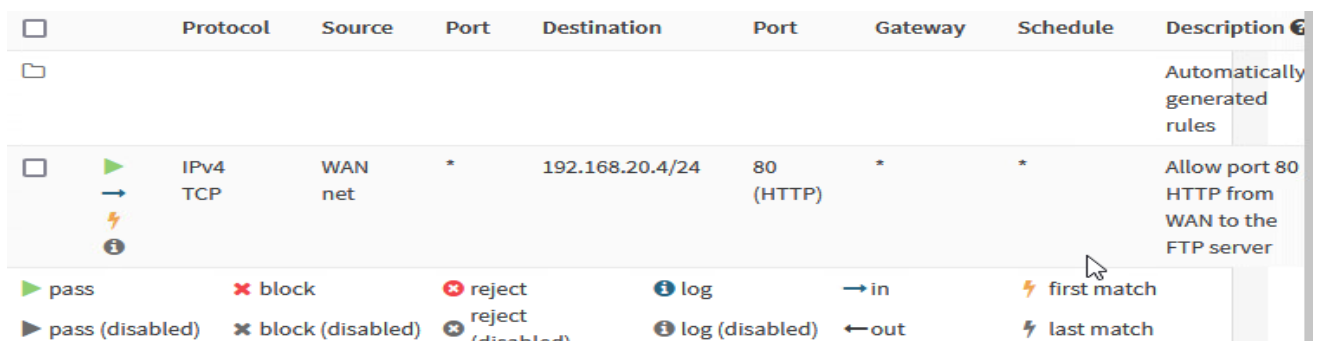 Protocol Source Port Destination Port Gateway Schedule Description
Automatically
generated
rules
IPv4 WAN * 192.168.20.4/24 80 * * Allow port 80
TCP net (HTTP) HTTP from
WAN to the
FTP server
pass block reject log in first match
pass (disabled) block (disabled) reject log (disabled) out last match
(disabled)